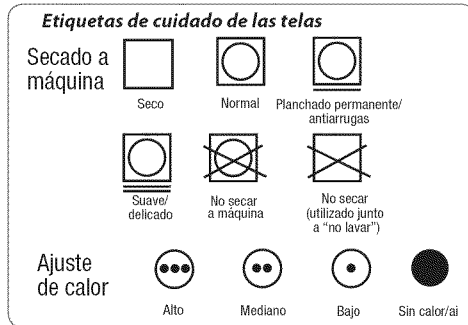 Etiquetas de cuidado de las telas
Secado a
máquina
Seco
Normal
Planchado permanente/
antiarrugas
Suave/
delicado
No secar
a máquina
No secar
(utilizado junto
a “no lavar”)
Ajuste
de calor
Alto
Mediano
Bajo
Sin calor/ai